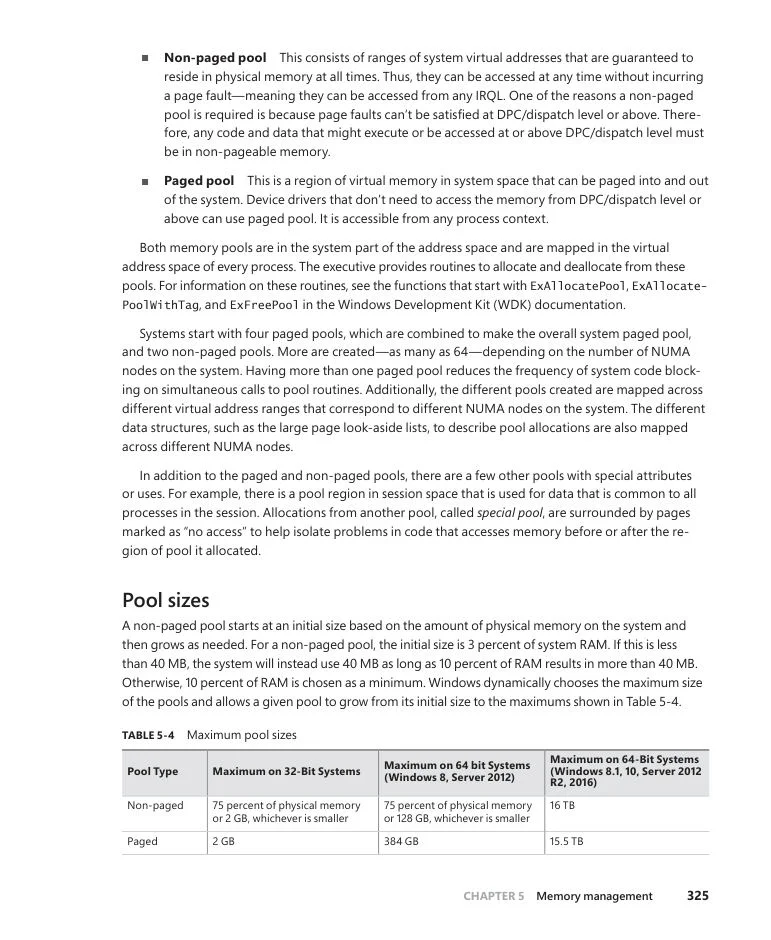 ■ Non-paged pool This consists of ranges of system virtual addresses that are guaranteed to
reside in physical memory at all times. Thus, they can be accessed at any time without incurring
a page fault—meaning they can be accessed from any IRQL. One of the reasons a non-paged
pool is required is because page faults can’t be satisfied at DPC/dispatch level or above. There-
fore, any code and data that might execute or be accessed at or above DPC/dispatch level must
be in non-pageable memory.
■ Paged pool This is a region of virtual memory in system space that can be paged into and out
of the system. Device drivers that don’t need to access the memory from DPC/dispatch level or
above can use paged pool. It is accessible from any process context.
Both memory pools are in the system part of the address space and are mapped in the virtual
address space of every process. The executive provides routines to allocate and deallocate from these
pools. For information on these routines, see the functions that start with ExAllocatePool, ExAllocate-
PoolWithTag, and ExFreePool in the Windows Development Kit (WDK) documentation.
Systems start with four paged pools, which are combined to make the overall system paged pool,
and two non-paged pools. More are created—as many as 64—depending on the number of NUMA
nodes on the system. Having more than one paged pool reduces the frequency of system code block-
ing on simultaneous calls to pool routines. Additionally, the different pools created are mapped across
different virtual address ranges that correspond to different NUMA nodes on the system. The different
data structures, such as the large page look-aside lists, to describe pool allocations are also mapped
across different NUMA nodes.
In addition to the paged and non-paged pools, there are a few other pools with special attributes
or uses. For example, there is a pool region in session space that is used for data that is common to all
processes in the session. Allocations from another pool, called special pool, are surrounded by pages
marked as “no access” to help isolate problems in code that accesses memory before or after the re-
gion of pool it allocated.
Pool sizes
A non-paged pool starts at an initial size based on the amount of physical memory on the system and
then grows as needed. For a non-paged pool, the initial size is 3 percent of system RAM. If this is less
than 40 MB, the system will instead use 40 MB as long as 10 percent of RAM results in more than 40 MB.
Otherwise, 10 percent of RAM is chosen as a minimum. Windows dynamically chooses the maximum size
of the pools and allows a given pool to grow from its initial size to the maximums shown in Table 5-4.
TABLE 5-4 Maximum pool sizes
Pool Type
Maximum on 32-Bit Systems
Maximum on 64 bit Systems
(Windows 8, Server 2012)
Maximum on 64-Bit Systems
(Windows 8.1, 10, Server 2012
R2, 2016)
Non-paged
75 percent of physical memory
or 2 GB, whichever is smaller
75 percent of physical memory
or 128 GB, whichever is smaller
16 TB
Paged
2 GB
384 GB
15.5 TB
CHAPTER 5 Memory management 325